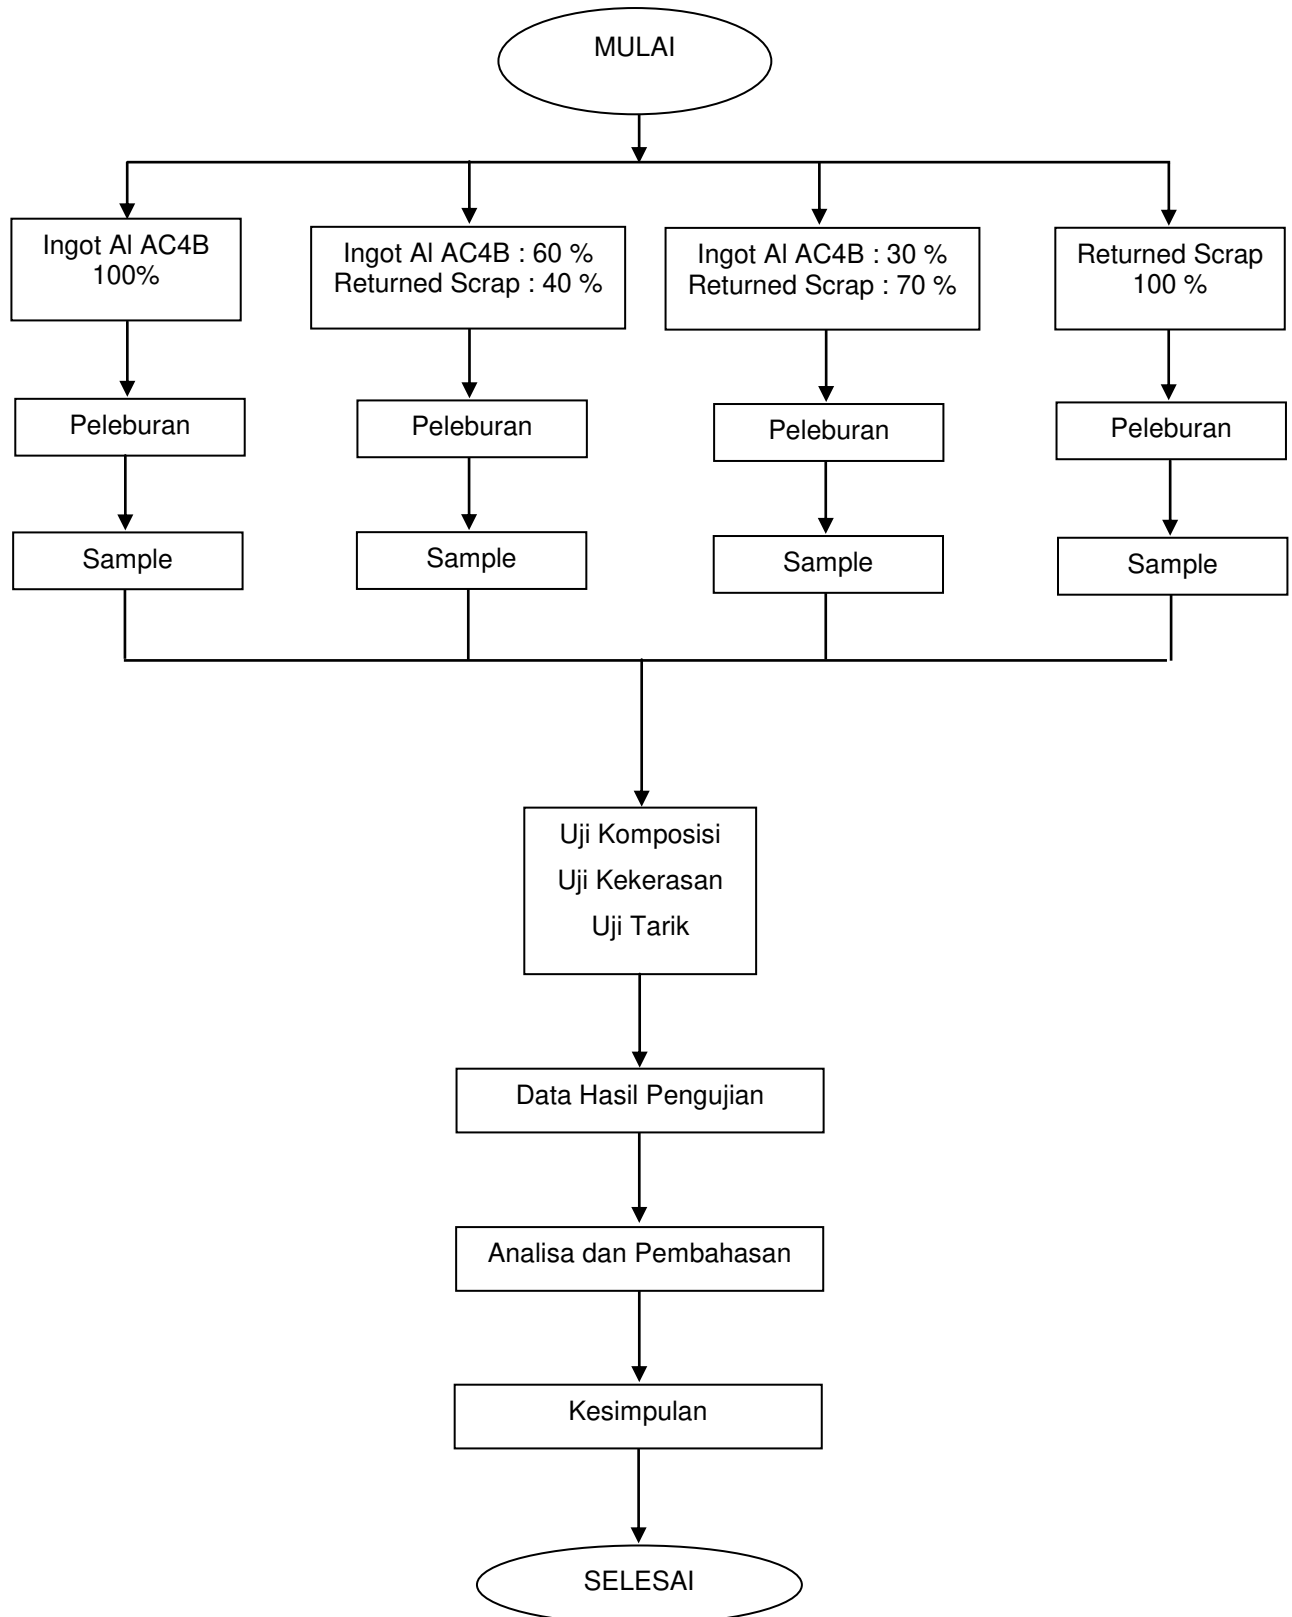 MULAI
Ingot Al AC4B
100%
Ingot Al AC4B : 60 %
Returned Scrap : 40 %
Ingot Al AC4B : 30 %
Returned Scrap : 70 %
Returned Scrap
100 %
Peleburan
Peleburan
Peleburan
Peleburan
Sample
Sample
Sample
Sample
Uji Komposisi
Uji Kekerasan
Uji Tarik
Data Hasil Pengujian
Analisa dan Pembahasan
Kesimpulan
SELESAI